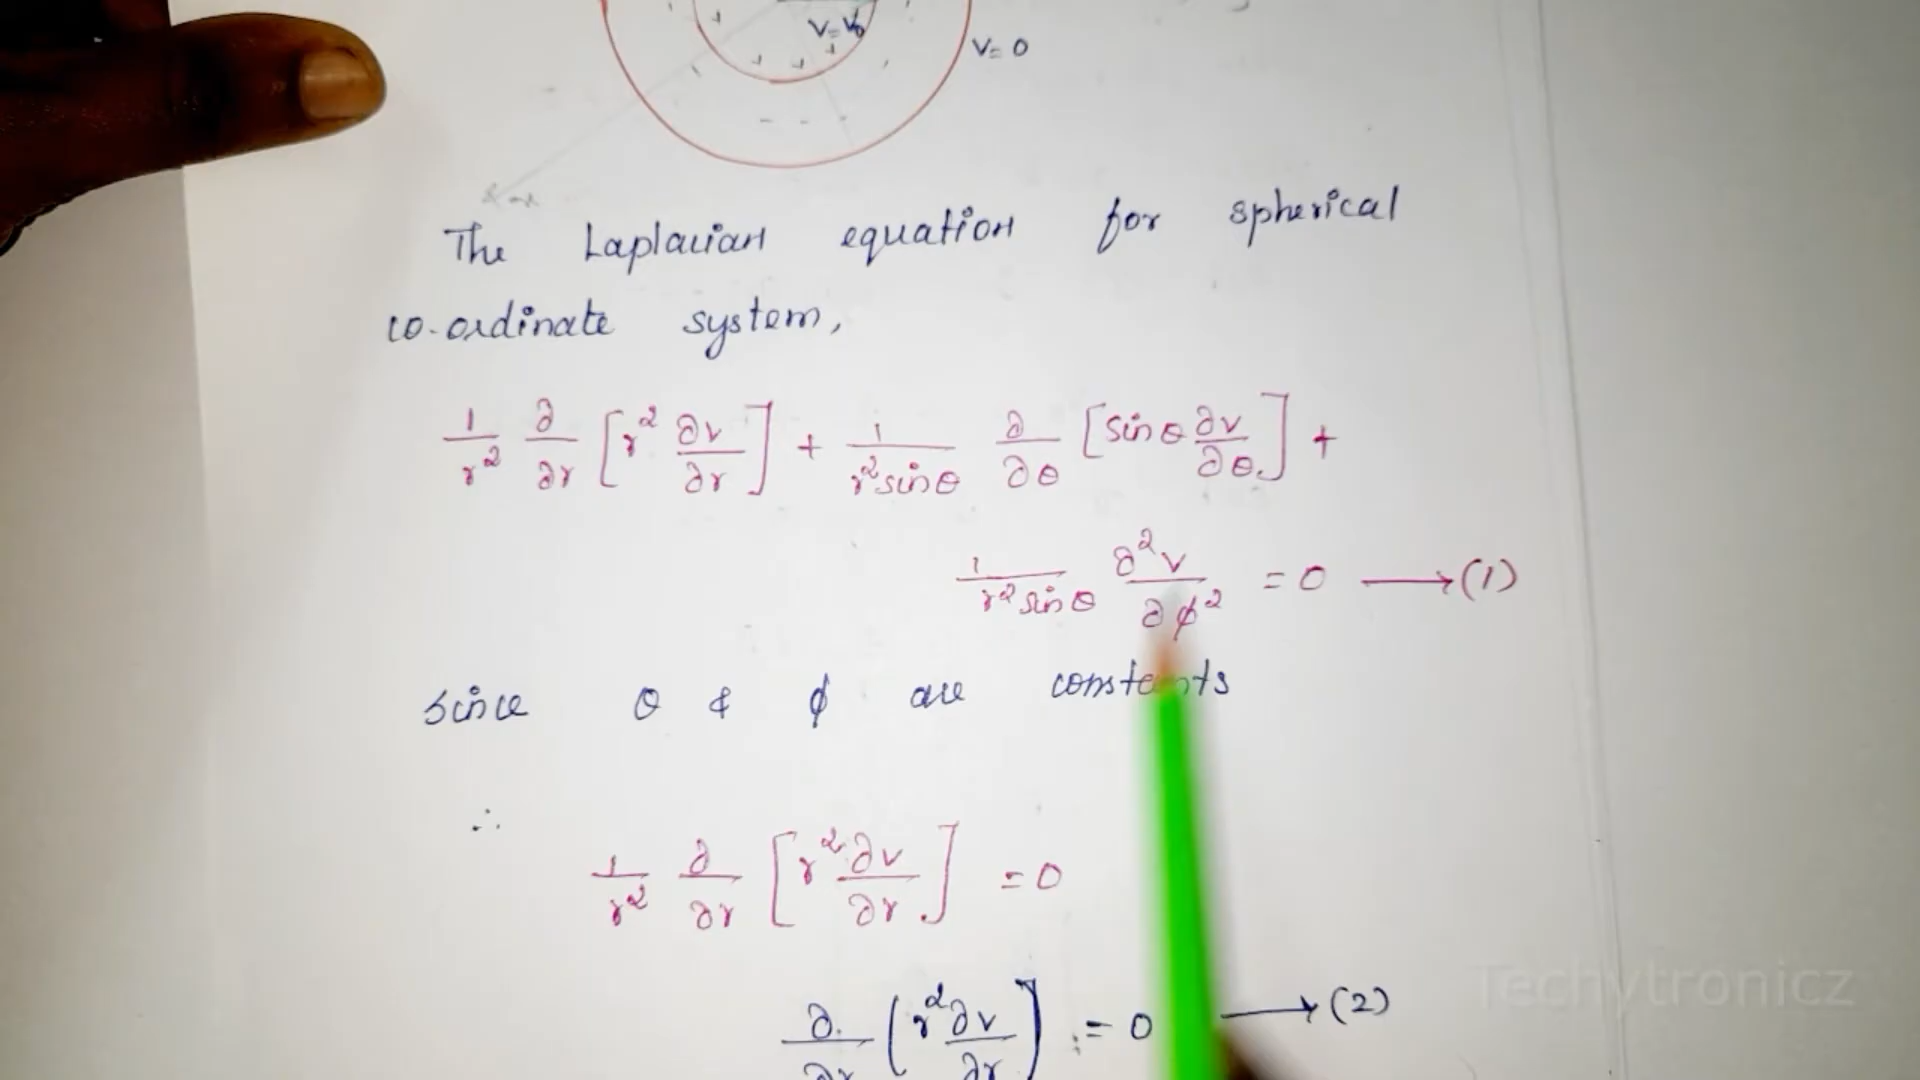 V=V₀
V= 0
The Laplacian equation for spherical
co-ordinate system,
1/r² ∂/∂r [r² ∂v/∂r] + 1/r²sinθ ∂/∂θ [sinθ ∂v/∂θ.] +
1/r²sinθ ∂²v/∂ϕ² = 0 ⟶ (1)
Since θ & ϕ are constants
∴
1/r² ∂/∂r [r² ∂v/∂r.] = 0
∂/∂r (r² ∂v/∂r] = 0 ⟶ (2)
Techytronicz